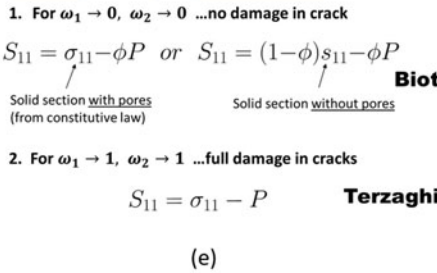 1. For ω₁ → 0, ω₂ → 0 ...no damage in crack
S₁₁ = σ₁₁−ϕP or S₁₁ = (1−ϕ)s₁₁−ϕP
Biot
Solid section with pores
(from constitutive law)
Solid section without pores
2. For ω₁ → 1, ω₂ → 1 ...full damage in cracks
S₁₁ = σ₁₁ − P
Terzaghi
(e)